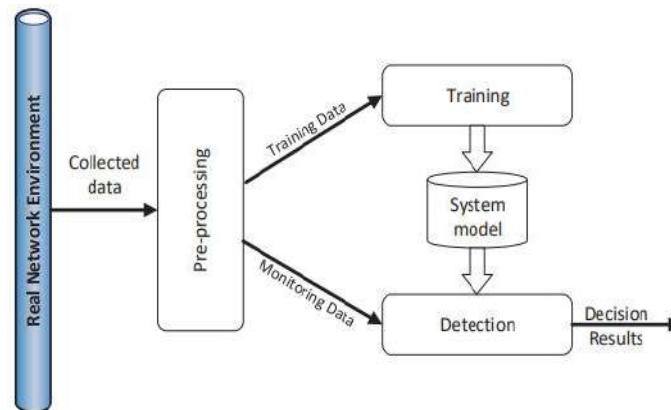 Real Network Environment
Collected
data
Pre-processing
Training Data
Monitoring Data
Training
System
model
Detection
Decision
Results